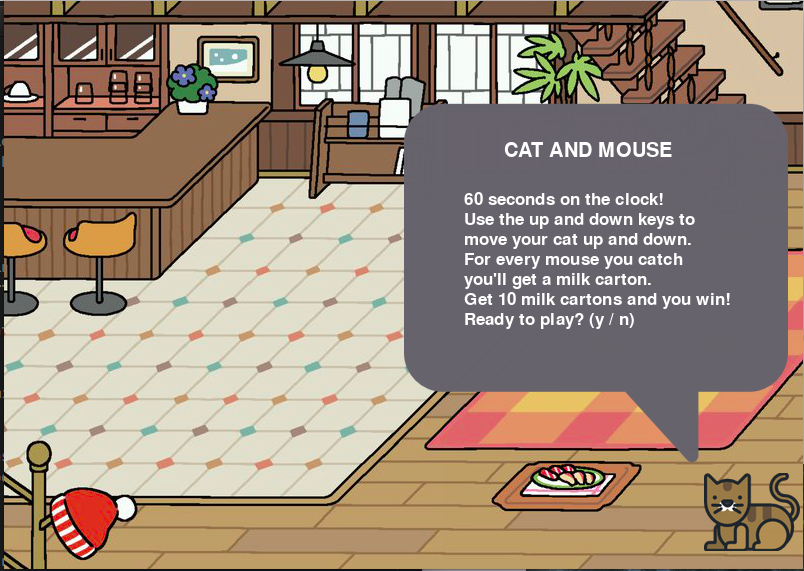 CAT AND MOUSE
60 seconds on the clock!
Use the up and down keys to
move your cat up and down.
For every mouse you catch
you'll get a milk carton.
Get 10 milk cartons and you win!
Ready to play? (y / n)